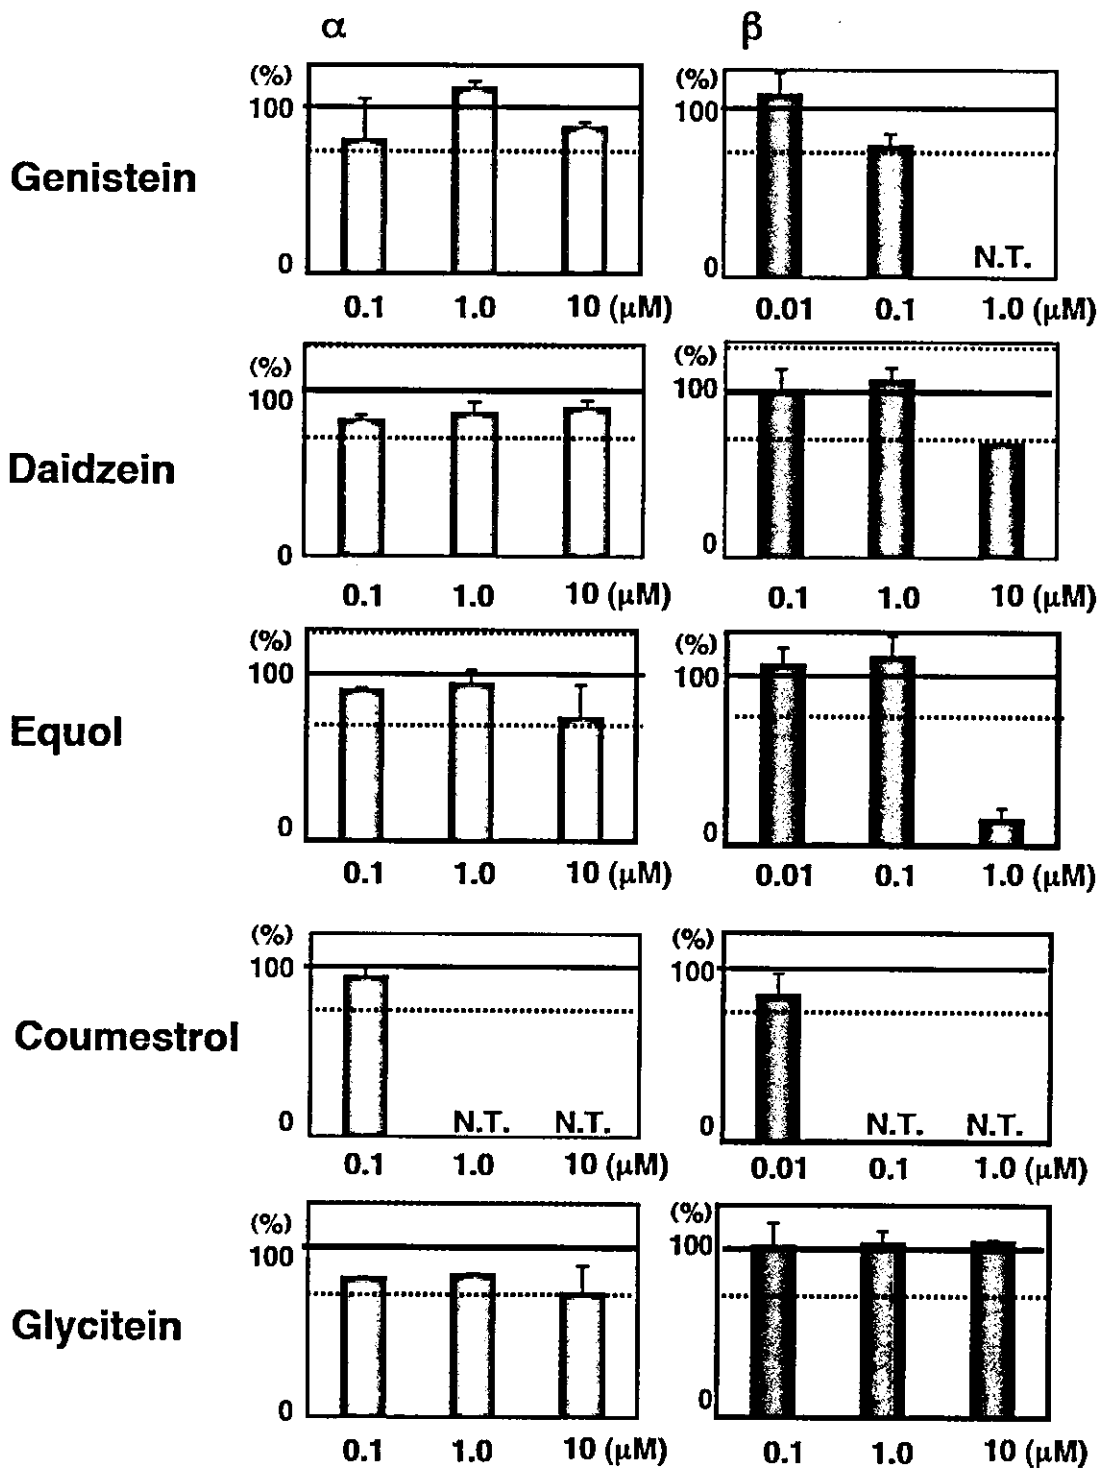 α β
(%) (%)
100 100
Genistein
0 0
N.T.
0.1 1.0 10 (μM) 0.01 0.1 1.0 (μM)
(%) (%)
100 100
Daidzein
0 0
0.1 1.0 10 (μM) 0.1 1.0 10 (μM)
(%) (%)
100 100
Equol
0 0
0.1 1.0 10 (μM) 0.01 0.1 1.0 (μM)
(%) (%)
100 100
Coumestrol
0 N.T. N.T. 0 N.T. N.T.
0.1 1.0 10 (μM) 0.01 0.1 1.0 (μM)
(%) (%)
100 100
Glycitein
0 0
0.1 1.0 10 (μM) 0.1 1.0 10 (μM)